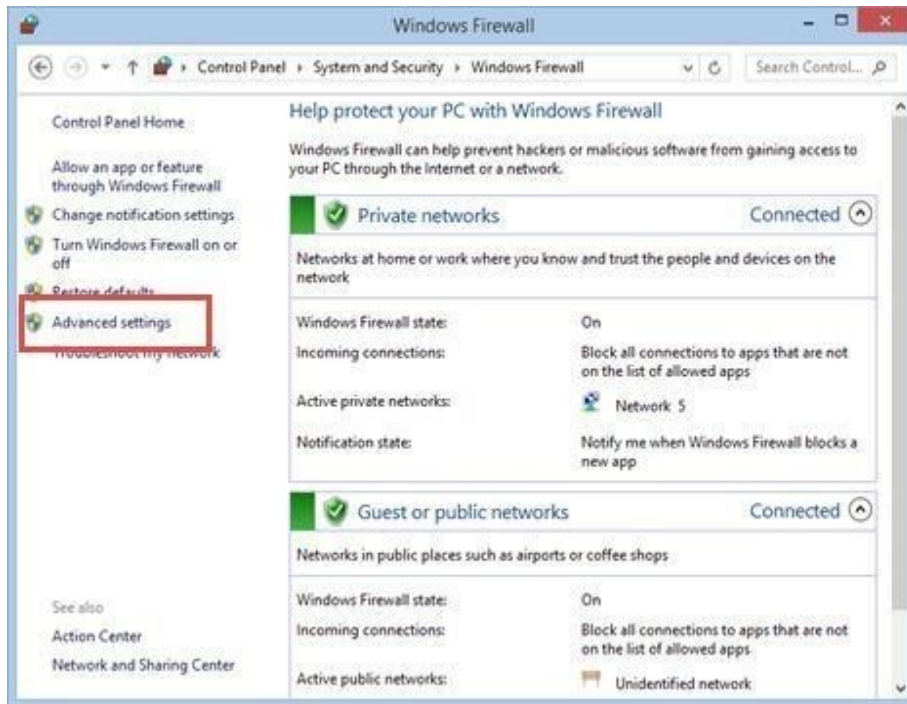 Windows Firewall
Control Panel
System and Security
Windows Firewall
Search Control...
Control Panel Home
Allow an app or feature
through Windows Firewall
Change notification settings
Turn Windows Firewall on or
off
Restore defaults
Advanced settings
Troubleshoot my network
See also
Action Center
Network and Sharing Center
Help protect your PC with Windows Firewall
Windows Firewall can help prevent hackers or malicious software from gaining access to
your PC through the Internet or a network.
Private networks
Connected
Networks at home or work where you know and trust the people and devices on the
network
Windows Firewall state:
On
Incoming connections:
Block all connections to apps that are not
on the list of allowed apps
Active private networks:
Network 5
Notification state:
Notify me when Windows Firewall blocks a
new app
Guest or public networks
Connected
Networks in public places such as airports or coffee shops
Windows Firewall state:
On
Incoming connections:
Block all connections to apps that are not
on the list of allowed apps
Active public networks:
Unidentified network